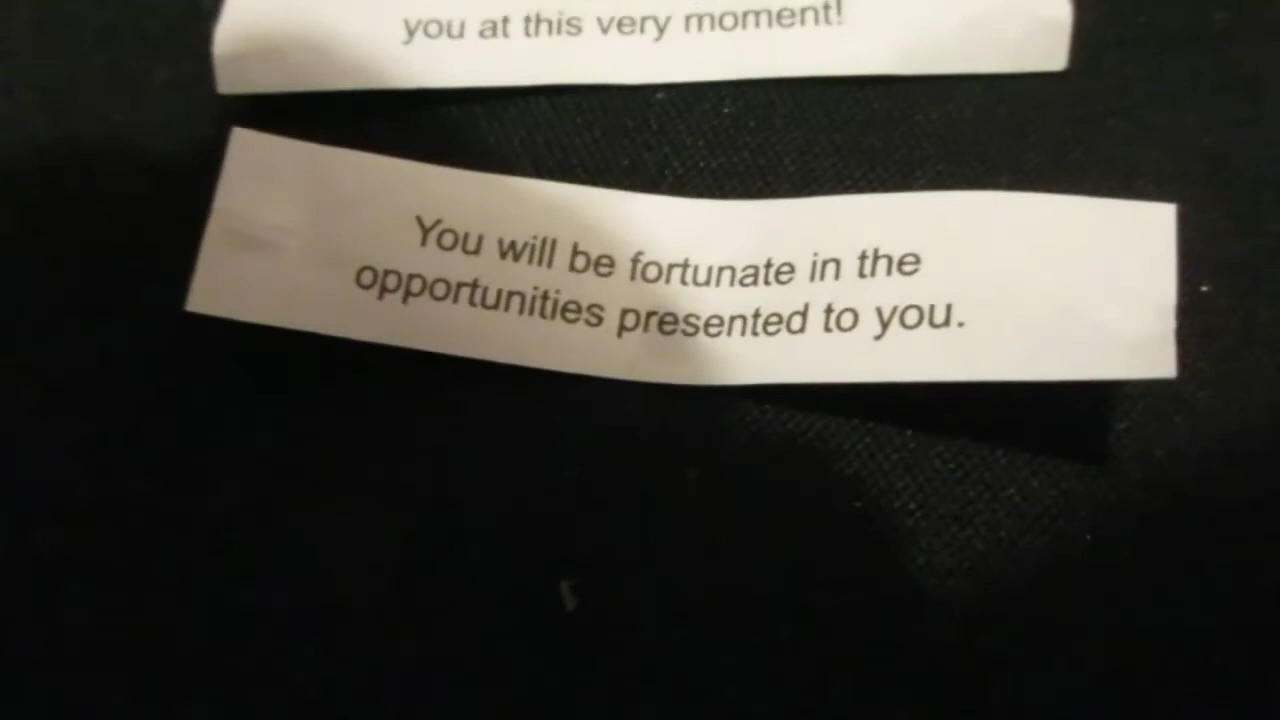 you at this very moment!
You will be fortunate in the
opportunities presented to you.